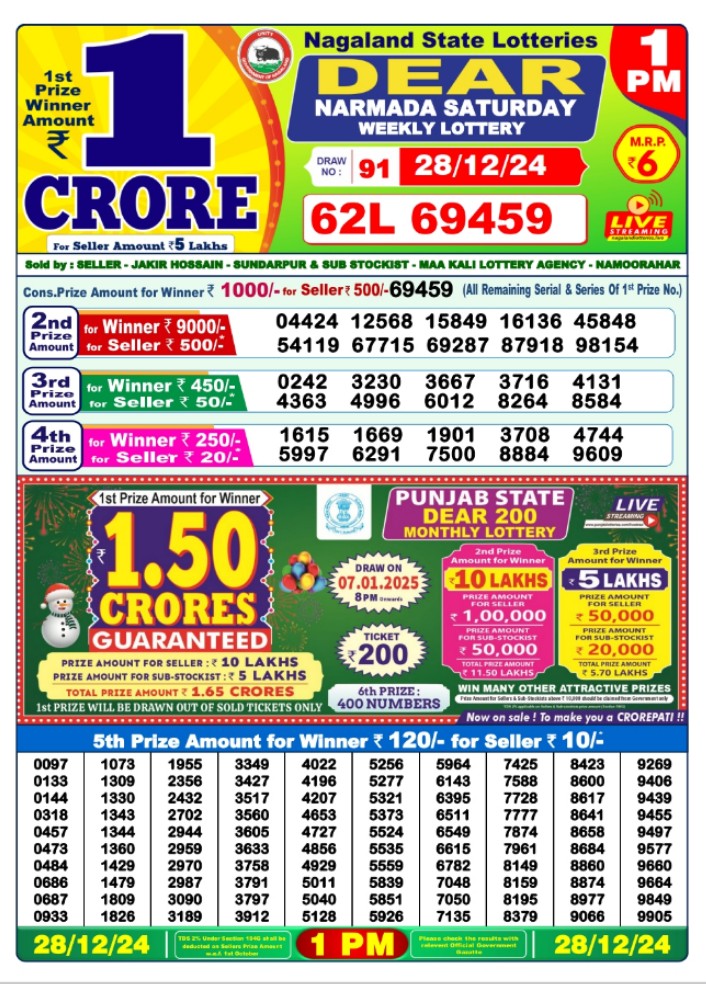 1st
Prize
Winner
Amount
₹
1
CRORE
For Seller Amount ₹5 Lakhs
UNITY
Nagaland State Lotteries
DEAR
NARMADA SATURDAY
WEEKLY LOTTERY
1
PM
DRAW
NO :
91
28/12/24
M.R.P.
₹6
62L 69459
LIVE
STREAMING
Sold by : SELLER - JAKIR HOSSAIN - SUNDARPUR & SUB STOCKIST - MAA KALI LOTTERY AGENCY - NAMOORAHAR
Cons.Prize Amount for Winner ₹ 1000/- for Seller ₹ 500/- 69459 (All Remaining Serial & Series Of 1st Prize No.)
2nd
Prize
Amount
for Winner ₹ 9000/-
for Seller ₹ 500/-*
04424 12568 15849 16136 45848
54119 67715 69287 87918 98154
3rd
Prize
Amount
for Winner ₹ 450/-
for Seller ₹ 50/-*
0242 3230 3667 3716 4131
4363 4996 6012 8264 8584
4th
Prize
Amount
for Winner ₹ 250/-
for Seller ₹ 20/-*
1615 1669 1901 3708 4744
5997 6291 7500 8884 9609
1st Prize Amount for Winner
₹ 1.50
CRORES
GUARANTEED
PRIZE AMOUNT FOR SELLER : ₹ 10 LAKHS
PRIZE AMOUNT FOR SUB-STOCKIST : ₹ 5 LAKHS
TOTAL PRIZE AMOUNT ₹ 1.65 CRORES
1st PRIZE WILL BE DRAWN OUT OF SOLD TICKETS ONLY
PUNJAB STATE
DEAR 200
MONTHLY LOTTERY
LIVE
STREAMING
DRAW ON
07.01.2025
8 PM Onwards
TICKET
₹200
6th PRIZE :
400 NUMBERS
2nd Prize
Amount
₹10 LAKHS
PRIZE AMOUNT
FOR SELLER
₹ 1,00,000
PRIZE AMOUNT
FOR SUB-STOCKIST
₹ 50,000
TOTAL PRIZE AMOUNT
₹ 11.50 LAKHS
3rd Prize
Amount
₹ 5 LAKHS
PRIZE AMOUNT
FOR SELLER
₹ 50,000
PRIZE AMOUNT
FOR SUB-STOCKIST
₹ 20,000
TOTAL PRIZE AMOUNT
₹ 5.70 LAKHS
WIN MANY OTHER ATTRACTIVE PRIZES
Now on sale ! To make you a CROREPATI !!
5th Prize Amount for Winner ₹ 120/- for Seller ₹ 10/-*
0097 1073 1955 3349 4022 5256 5964 7425 8423 9269
0133 1309 2356 3427 4196 5277 6143 7588 8600 9406
0144 1330 2432 3517 4207 5321 6395 7728 8617 9439
0318 1343 2702 3560 4653 5373 6511 7777 8641 9455
0457 1344 2944 3605 4727 5524 6549 7874 8658 9497
0473 1360 2959 3633 4856 5535 6615 7961 8684 9577
0484 1429 2970 3758 4929 5559 6782 8149 8860 9660
0686 1479 2987 3791 5011 5839 7048 8159 8874 9664
0687 1809 3090 3797 5040 5851 7050 8195 8977 9849
0933 1826 3189 3912 5128 5926 7135 8379 9066 9905
28/12/24
TDS 2% Under Section 194G shall be
deducted on Sellers Prize Amount
w.e.f. 1st October
1 PM
Please check the results with
relevent Official Government
Gazette
28/12/24